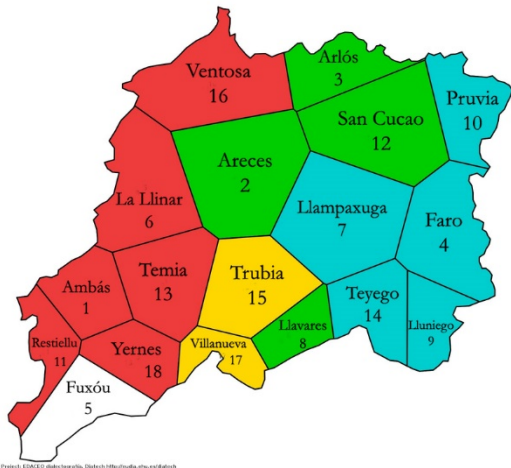 Ventosa
16
Arlós
3
Pruvia
10
San Cucao
12
Areces
2
La Llinar
6
Llampaxuga
7
Faro
4
Temia
13
Trubia
15
Ambás
1
Teyego
14
Lluniego
9
Llavares
8
Restiellu
11
Yernes
18
Villanueva
17
Fuxóu
5